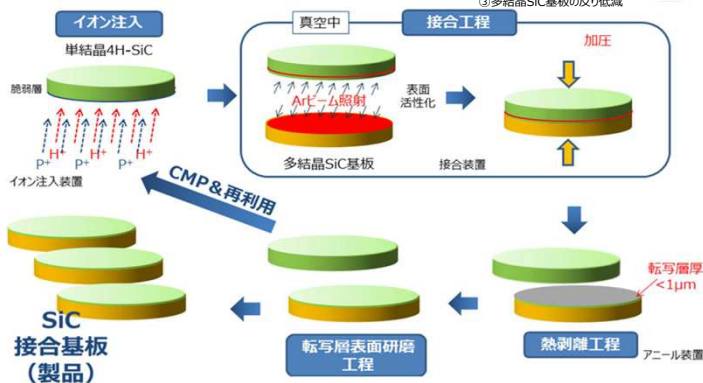 ③多結晶SiC基板の反り低減
イオン注入
単結晶4H-SiC
脆弱層
H⁺ H⁺ H⁺
P⁺ P⁺ P⁺
イオン注入装置
真空中
接合工程
Arビーム照射
多結晶SiC基板
表面
活性化
加圧
接合装置
CMP＆再利用
転写層厚
<1μm
熱剥離工程
アニール装置
転写層表面研磨
工程
SiC
接合基板
（製品）